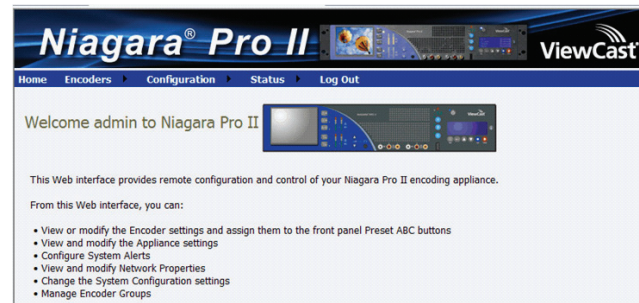 Niagara® Pro II
ViewCast
Home Encoders Configuration Status Log Out
Welcome admin to Niagara Pro II
This Web interface provides remote configuration and control of your Niagara Pro II encoding appliance.
From this Web interface, you can:
• View or modify the Encoder settings and assign them to the front panel Preset ABC buttons
• View and modify the Appliance settings
• Configure System Alerts
• View and modify Network Properties
• Change the System Configuration settings
• Manage Encoder Groups